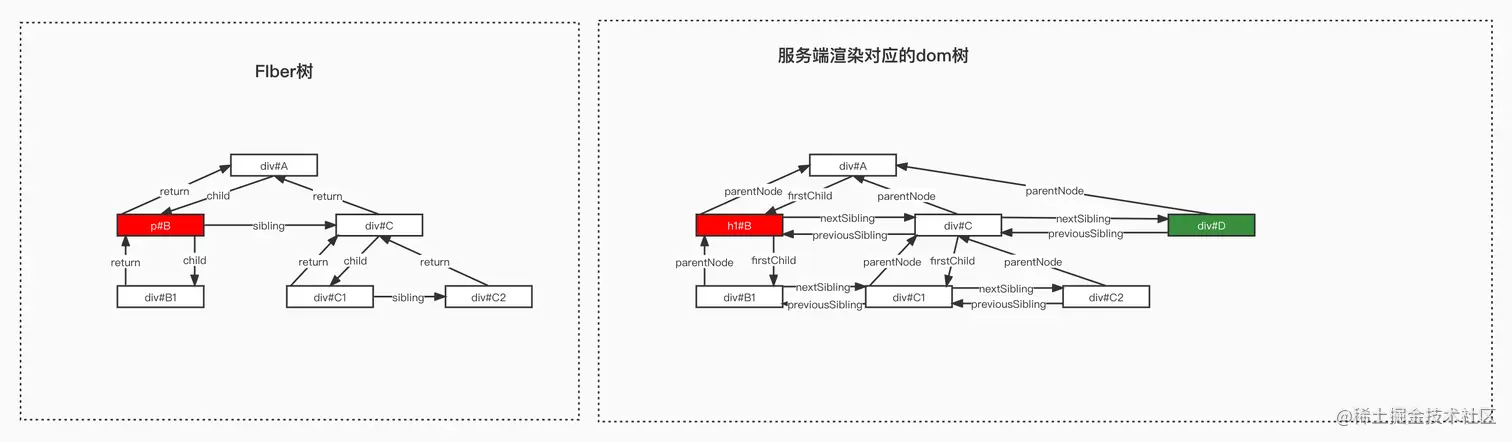 FIber树
服务端渲染对应的dom树
div#A
return
child
return
p#B
sibling
div#C
return
child
return
child
return
div#B1
div#C1
sibling
div#C2
div#A
parentNode
firstChild
parentNode
parentNode
h1#B
nextSibling
previousSibling
div#C
nextSibling
previousSibling
div#D
parentNode
firstChild
parentNode
firstChild
parentNode
div#B1
nextSibling
previousSibling
div#C1
nextSibling
previousSibling
div#C2
@稀土掘金技术社区